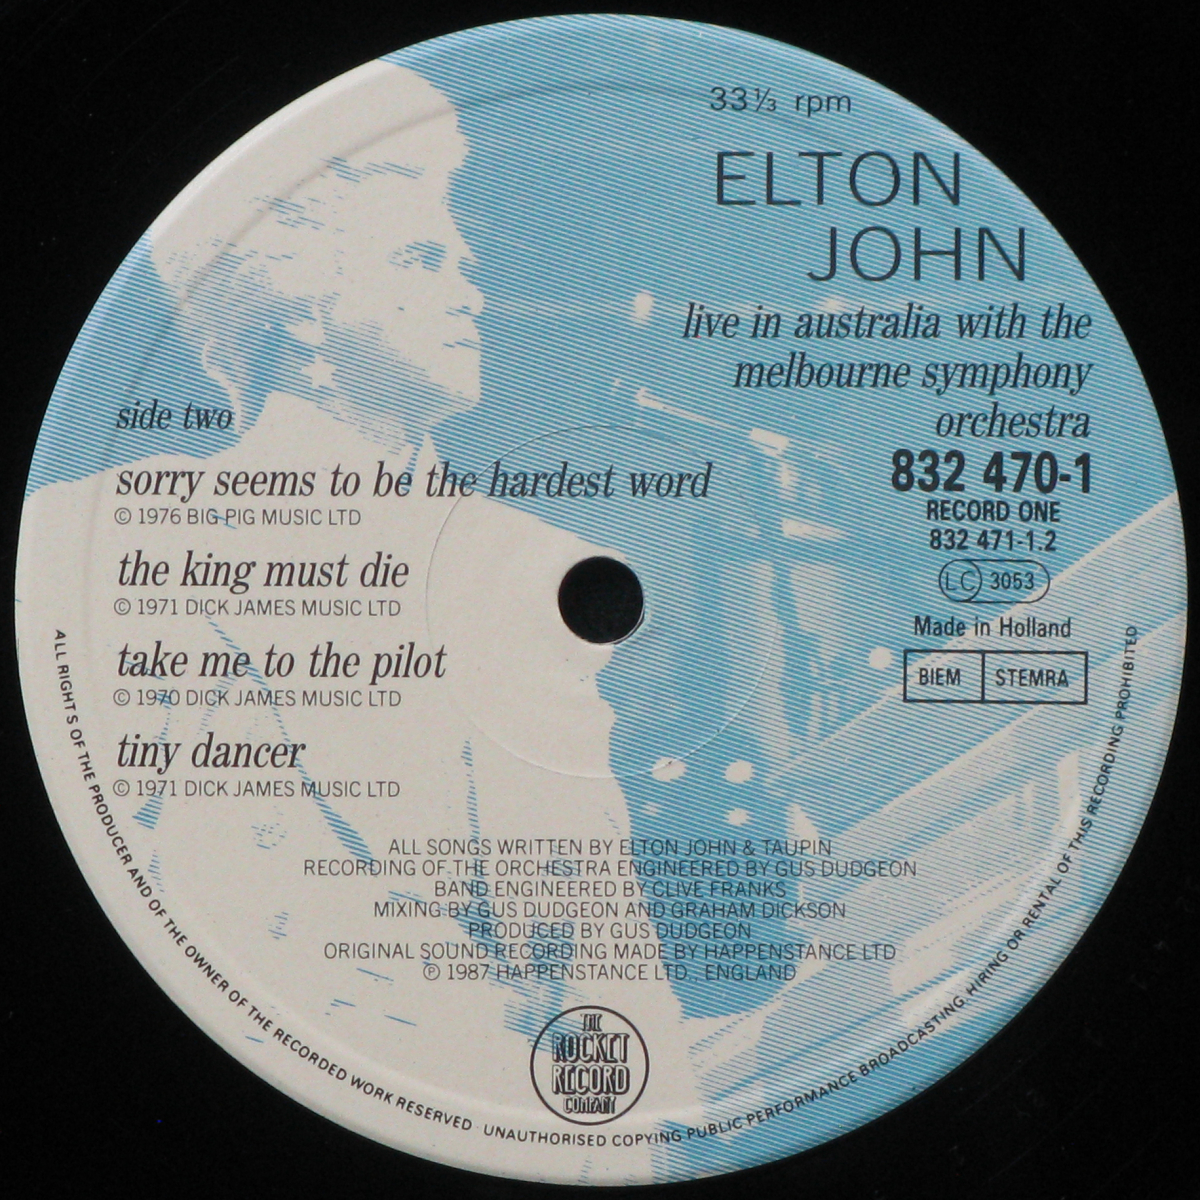 33⅓ rpm
ELTON
JOHN
live in australia with the
melbourne symphony
orchestra
832 470-1
RECORD ONE
832 471-1.2
LC 3053
Made in Holland
BIEM STEMRA
side two
sorry seems to be the hardest word
© 1976 BIG PIG MUSIC LTD
the king must die
© 1971 DICK JAMES MUSIC LTD
take me to the pilot
© 1970 DICK JAMES MUSIC LTD
tiny dancer
© 1971 DICK JAMES MUSIC LTD
ALL SONGS WRITTEN BY ELTON JOHN & TAUPIN
RECORDING OF THE ORCHESTRA ENGINEERED BY GUS DUDGEON
BAND ENGINEERED BY CLIVE FRANKS
MIXING BY GUS DUDGEON AND GRAHAM DICKSON
PRODUCED BY GUS DUDGEON
ORIGINAL SOUND RECORDING MADE BY HAPPENSTANCE LTD
℗ 1987 HAPPENSTANCE LTD., ENGLAND
THE
ROCKET
RECORD
COMPANY
ALL RIGHTS OF THE PRODUCER AND OF THE OWNER OF THE RECORDED WORK RESERVED · UNAUTHORISED COPYING PUBLIC PERFORMANCE BROADCASTING, HIRING OR RENTAL OF THIS RECORDING PROHIBITED